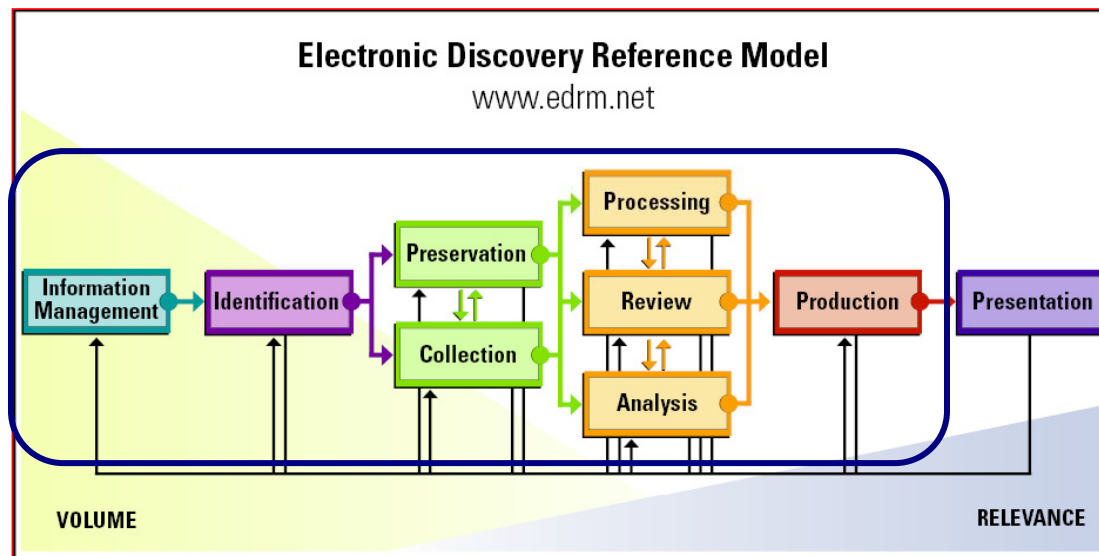 Electronic Discovery Reference Model
www.edrm.net
Processing
Preservation
Information
Management
Identification
Review
Production
Presentation
Collection
Analysis
VOLUME
RELEVANCE